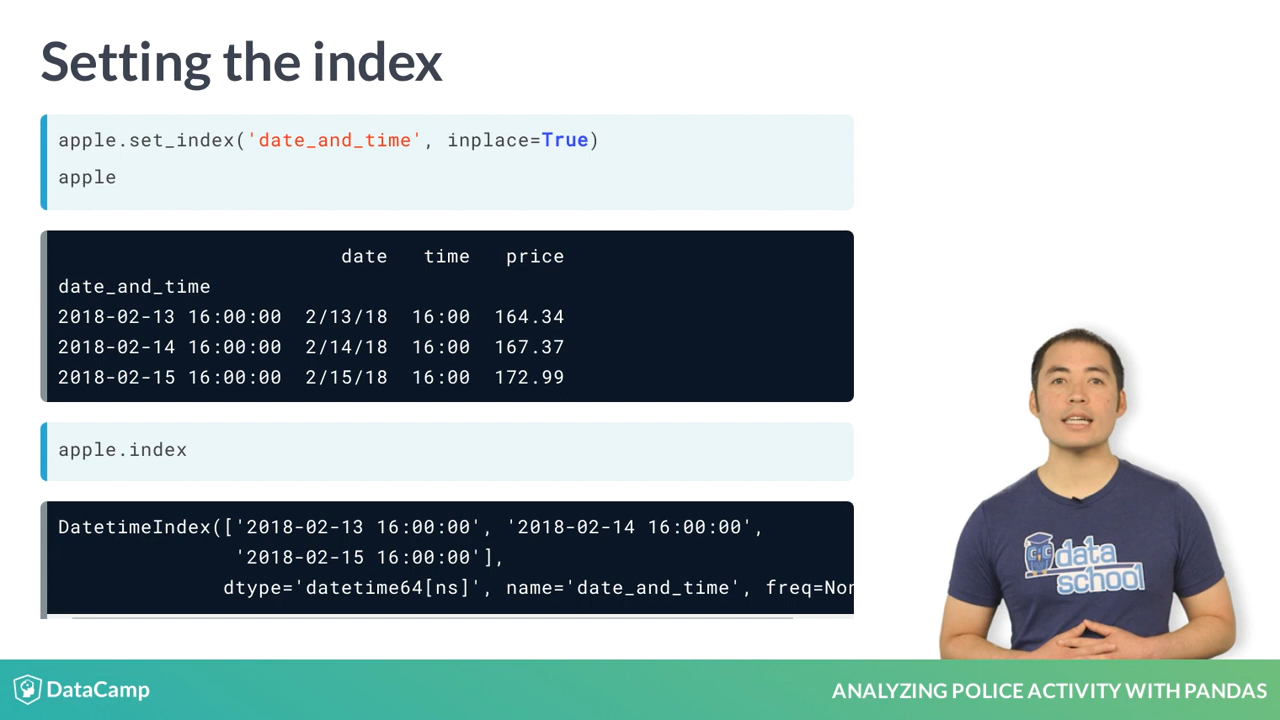 Setting the index
apple.set_index('date_and_time', inplace=True)
apple
date time price
date_and_time
2018-02-13 16:00:00 2/13/18 16:00 164.34
2018-02-14 16:00:00 2/14/18 16:00 167.37
2018-02-15 16:00:00 2/15/18 16:00 172.99
apple.index
DatetimeIndex(['2018-02-13 16:00:00', '2018-02-14 16:00:00',
'2018-02-15 16:00:00'],
dtype='datetime64[ns]', name='date_and_time', freq=Non
data
school
DataCamp
ANALYZING POLICE ACTIVITY WITH PANDAS